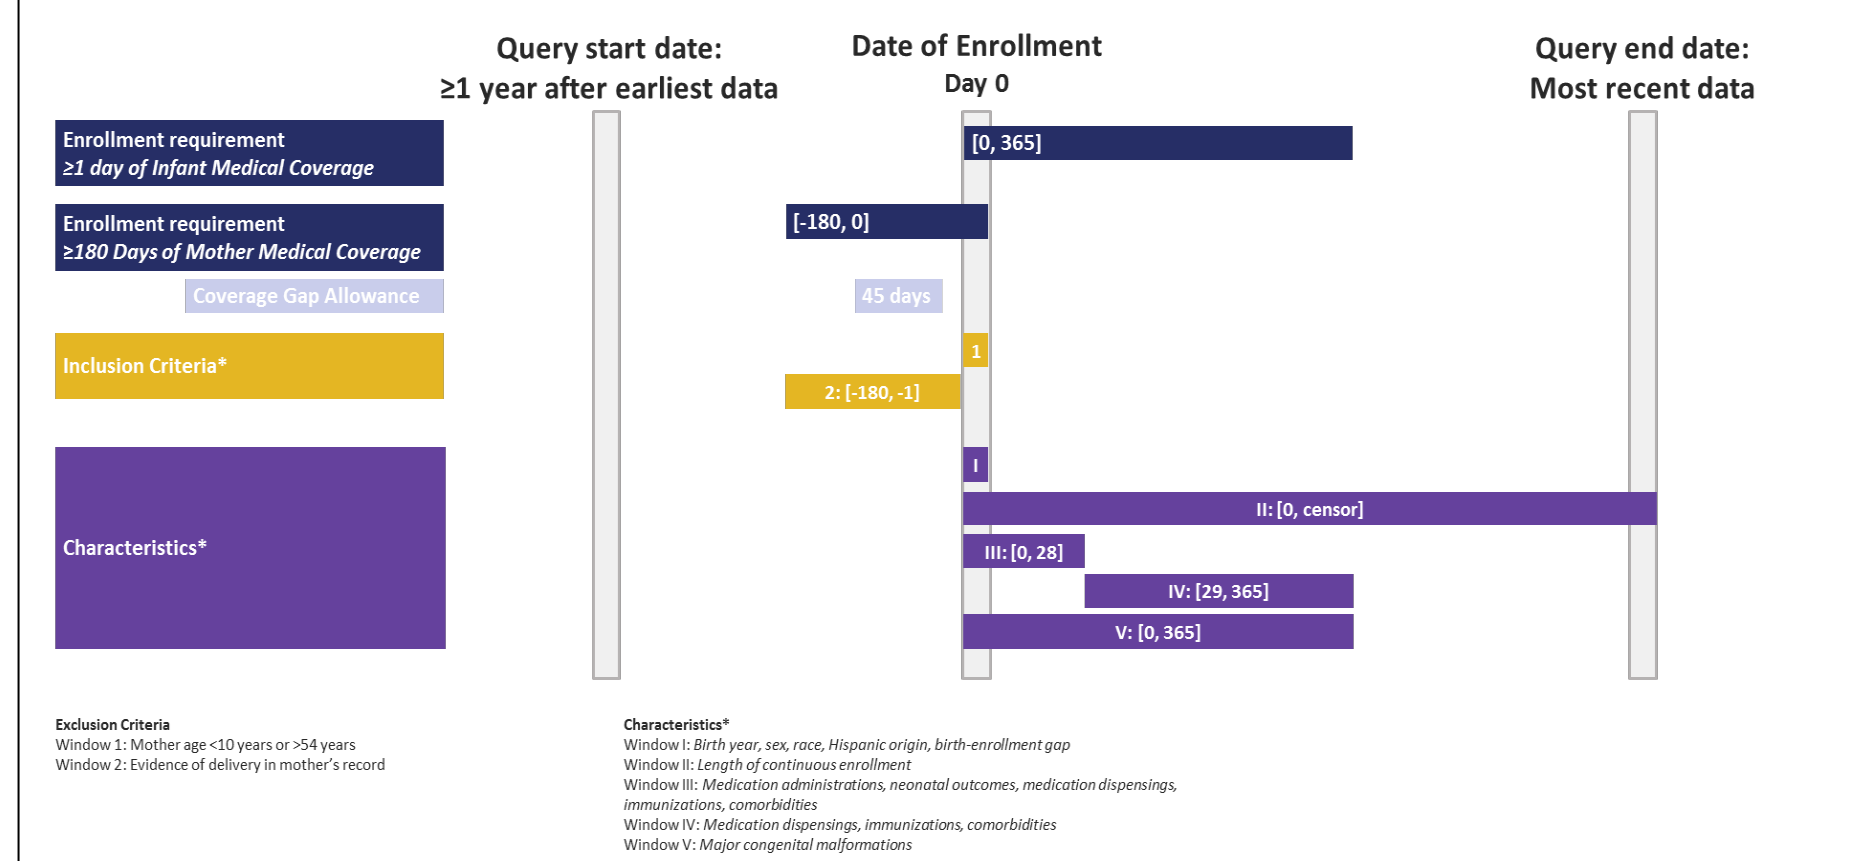 Query start date:
≥1 year after earliest data
Date of Enrollment
Day 0
Query end date:
Most recent data
Enrollment requirement
≥1 day of Infant Medical Coverage
[0, 365]
Enrollment requirement
≥180 Days of Mother Medical Coverage
[-180, 0]
Coverage Gap Allowance
45 days
Inclusion Criteria*
1
2: [-180, -1]
Characteristics*
I
II: [0, censor]
III: [0, 28]
IV: [29, 365]
V: [0, 365]
Exclusion Criteria
Window 1: Mother age <10 years or >54 years
Window 2: Evidence of delivery in mother’s record
Characteristics*
Window I: Birth year, sex, race, Hispanic origin, birth-enrollment gap
Window II: Length of continuous enrollment
Window III: Medication administrations, neonatal outcomes, medication dispensings,
immunizations, comorbidities
Window IV: Medication dispensings, immunizations, comorbidities
Window V: Major congenital malformations